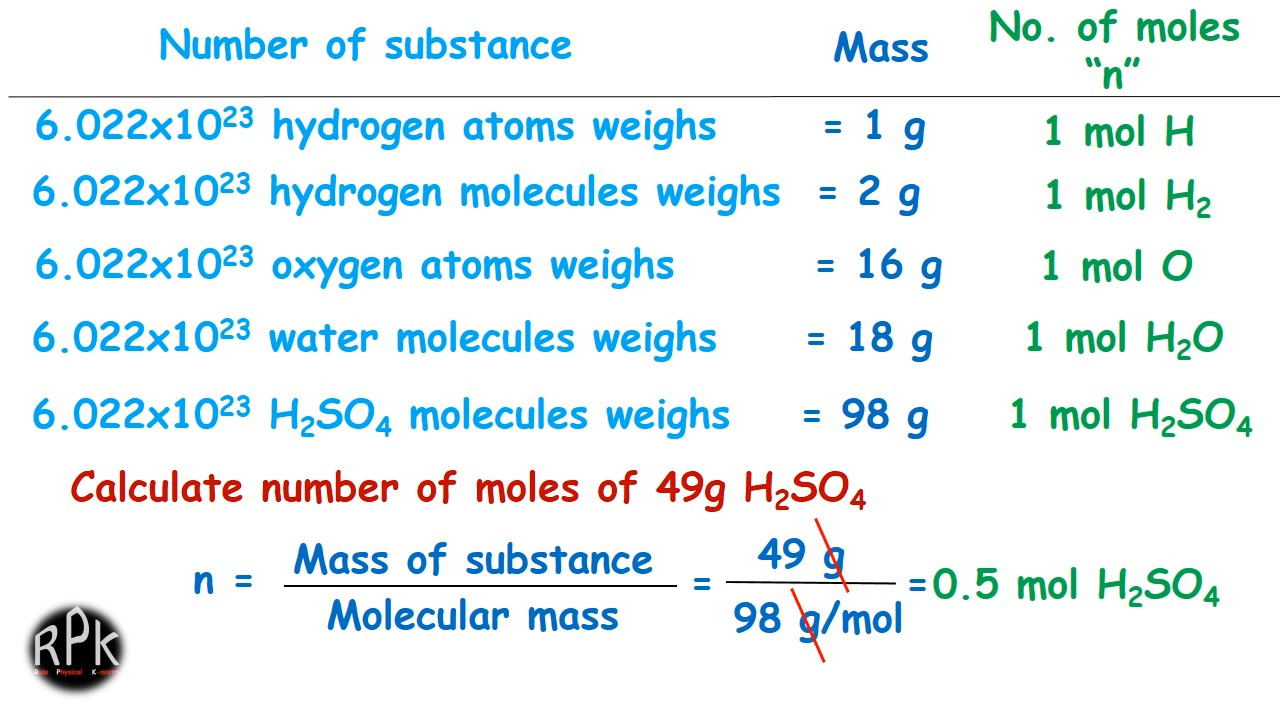 Number of substance Mass No. of moles “n”
6.022x10²³ hydrogen atoms weighs = 1 g 1 mol H
6.022x10²³ hydrogen molecules weighs = 2 g 1 mol H₂
6.022x10²³ oxygen atoms weighs = 16 g 1 mol O
6.022x10²³ water molecules weighs = 18 g 1 mol H₂O
6.022x10²³ H₂SO₄ molecules weighs = 98 g 1 mol H₂SO₄
Calculate number of moles of 49g H₂SO₄
n = Mass of substance / Molecular mass = 49 g / 98 g/mol = 0.5 mol H₂SO₄
RPK
Physical